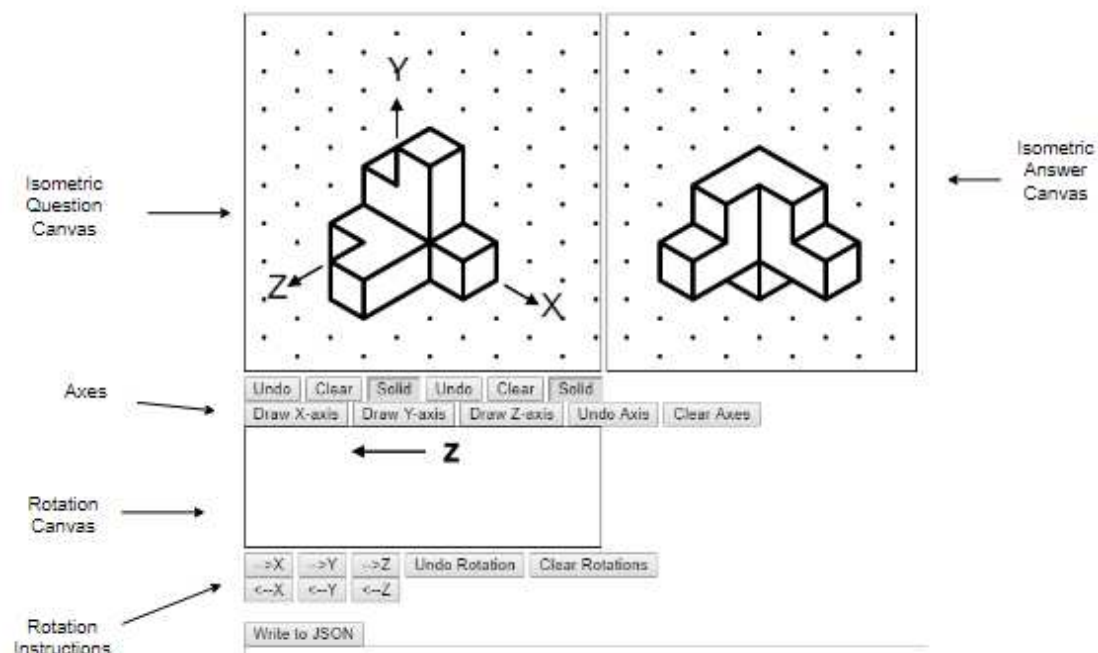 Y
Z
X
Isometric
Question
Canvas
Isometric
Answer
Canvas
Axes
Undo Clear Solid Undo Clear Solid
Draw X-axis Draw Y-axis Draw Z-axis Undo Axis Clear Axes
Z
Rotation
Canvas
-->X -->Y -->Z Undo Rotation Clear Rotations
<--X <--Y <--Z
Rotation
Instructions
Write to JSON